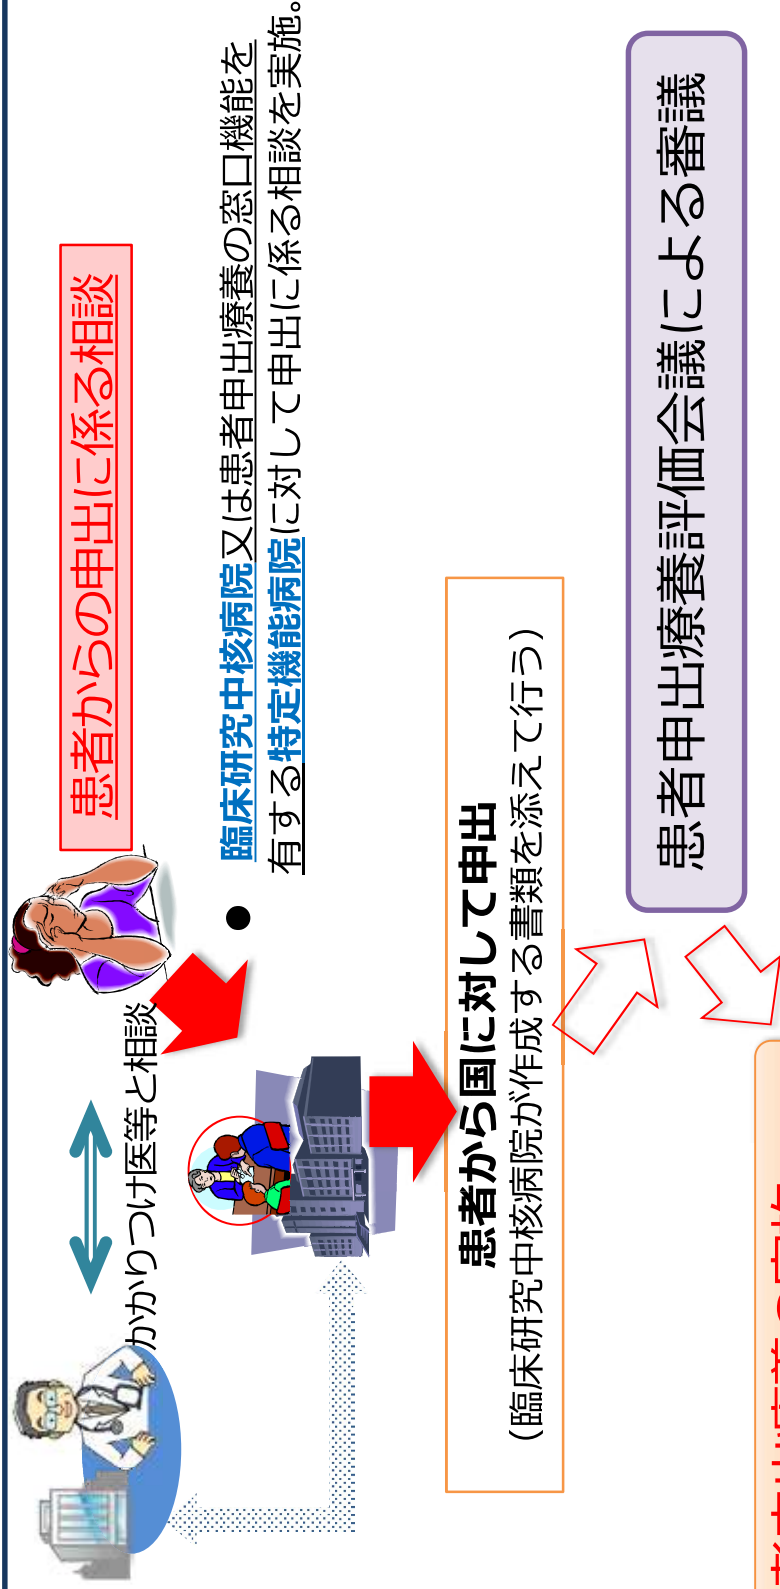 患者からの申出に係る相談
かかりつけ医等と相談
● 臨床研究中核病院又は患者申出療養の窓口機能を
有する特定機能病院に対して申出に係る相談を実施。
患者から国に対して申出
(臨床研究中核病院が作成する書類を添えて行う)
患者申出療養評価会議による審議